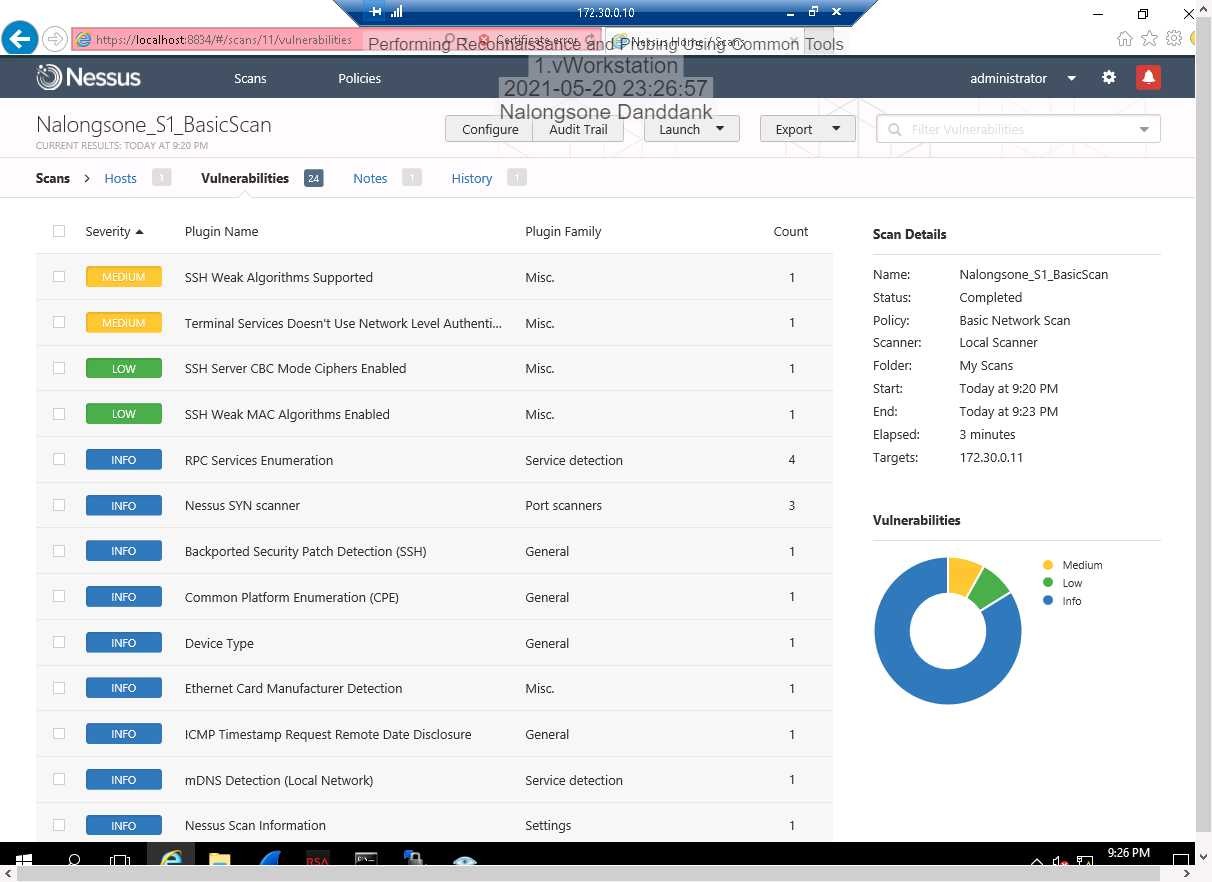 172.30.0.10
https://localhost:8834/#/scans/11/vulnerabilities
Certificate error
Nessus Home / Scans
Performing Reconnaissance and Probing Using Common Tools
1.vWorkstation
2021-05-20 23:26:57
Nalongsone Danddank
Nessus
Scans
Policies
administrator
Nalongsone_S1_BasicScan
CURRENT RESULTS: TODAY AT 9:20 PM
Configure
Audit Trail
Launch
Export
Filter Vulnerabilities
Scans > Hosts 1 Vulnerabilities 24 Notes 1 History 1
Severity Plugin Name Plugin Family Count
MEDIUM SSH Weak Algorithms Supported Misc. 1
MEDIUM Terminal Services Doesn't Use Network Level Authenti... Misc. 1
LOW SSH Server CBC Mode Ciphers Enabled Misc. 1
LOW SSH Weak MAC Algorithms Enabled Misc. 1
INFO RPC Services Enumeration Service detection 4
INFO Nessus SYN scanner Port scanners 3
INFO Backported Security Patch Detection (SSH) General 1
INFO Common Platform Enumeration (CPE) General 1
INFO Device Type General 1
INFO Ethernet Card Manufacturer Detection Misc. 1
INFO ICMP Timestamp Request Remote Date Disclosure General 1
INFO mDNS Detection (Local Network) Service detection 1
INFO Nessus Scan Information Settings 1
Scan Details
Name: Nalongsone_S1_BasicScan
Status: Completed
Policy: Basic Network Scan
Scanner: Local Scanner
Folder: My Scans
Start: Today at 9:20 PM
End: Today at 9:23 PM
Elapsed: 3 minutes
Targets: 172.30.0.11
Vulnerabilities
Medium
Low
Info
RSA
9:26 PM